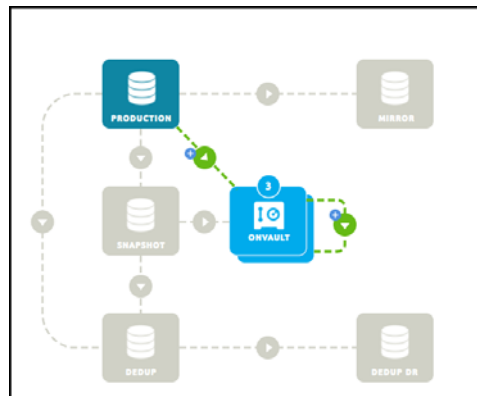 PRODUCTION
MIRROR
3
SNAPSHOT
ONVAULT
DEDUP
DEDUP DR